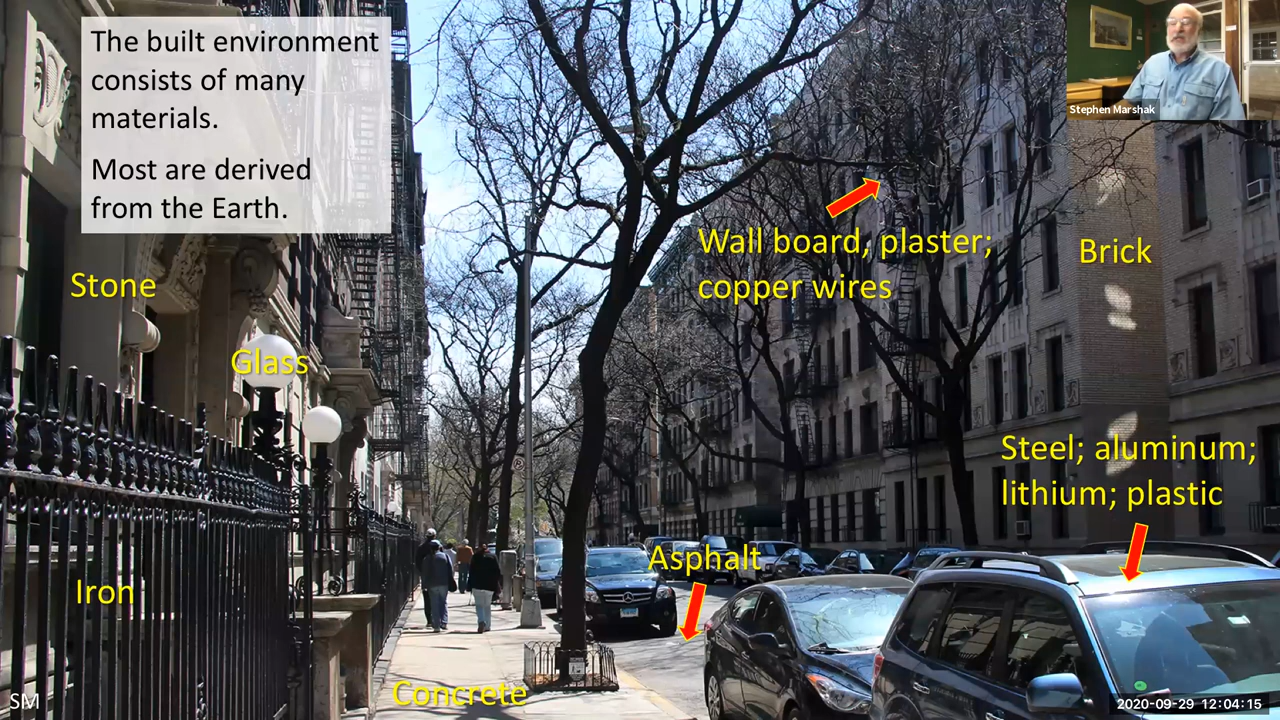 The built environment
consists of many
materials.
Most are derived
from the Earth.
Stephen Marshak
Wall board, plaster;
copper wires
Brick
Stone
Glass
Steel; aluminum;
lithium; plastic
Asphalt
Iron
Concrete
SM
2020-09-29 12:04:15